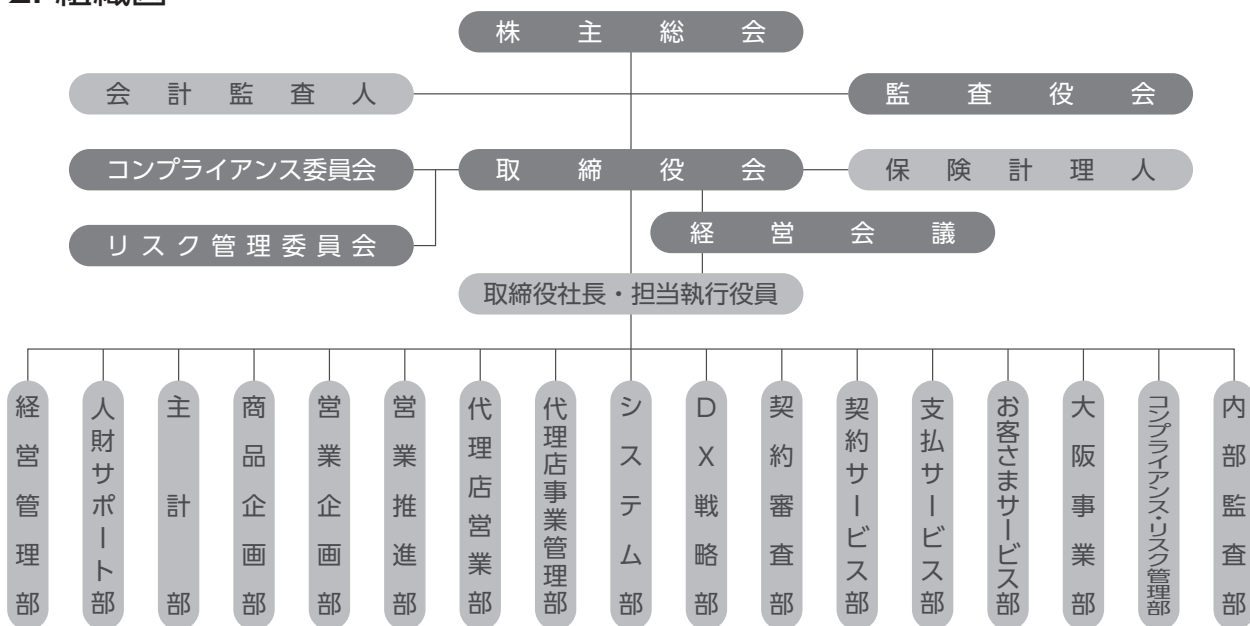 2. 組織図
株主総会
会計監査人
監査役会
コンプライアンス委員会
取締役会
保険計理人
リスク管理委員会
経営会議
取締役社長・担当執行役員
経営管理部
人財サポート部
主計部
商品企画部
営業企画部
営業推進部
代理店営業部
代理店事業管理部
システム部
DX戦略部
契約審査部
契約サービス部
支払サービス部
お客さまサービス部
大阪事業部
コンプライアンス・リスク管理部
内部監査部